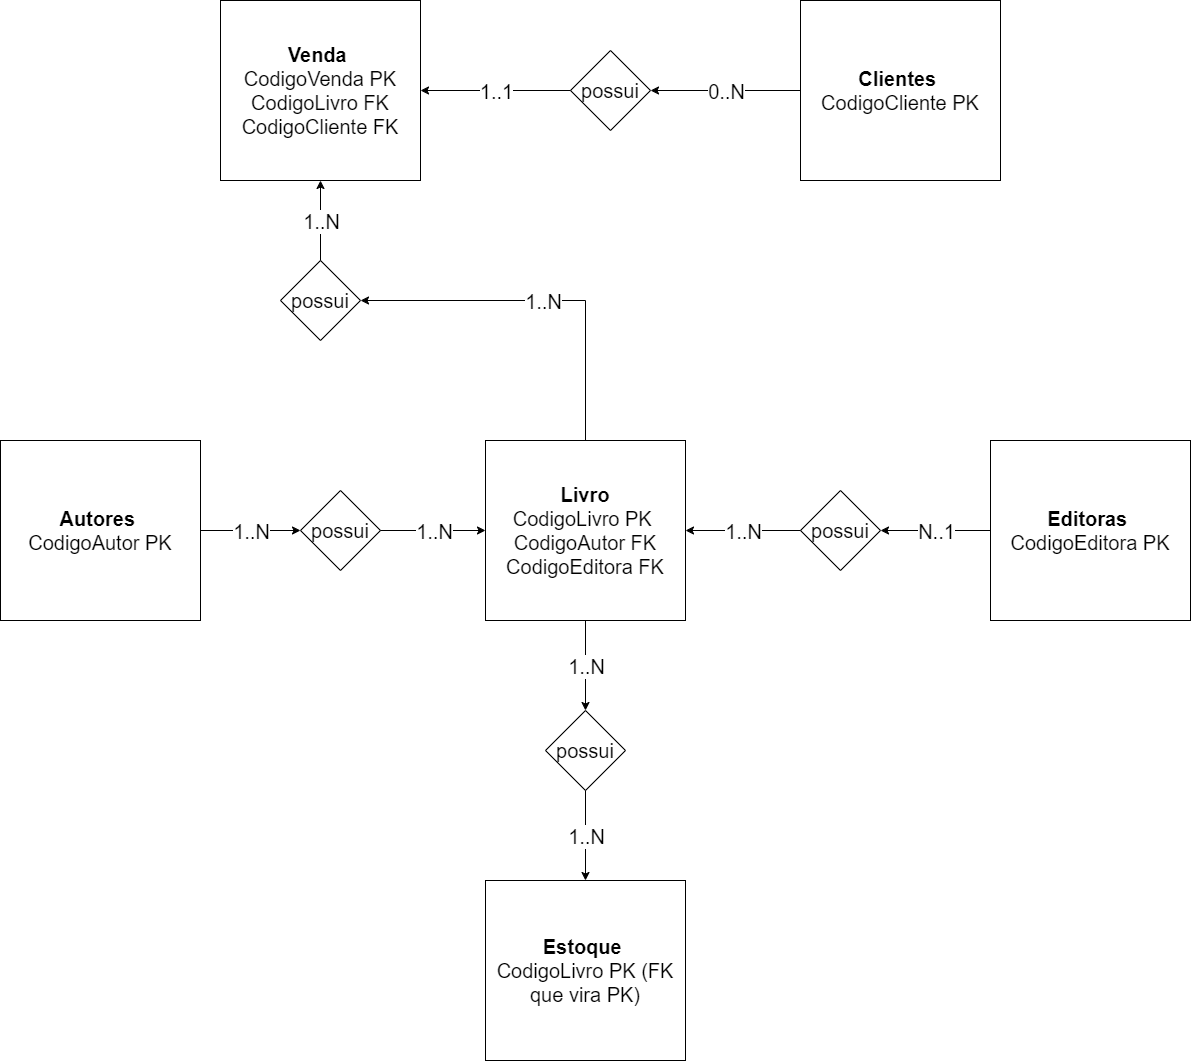 Venda
CodigoVenda PK
CodigoLivro FK
CodigoCliente FK
1..1
possui
0..N
Clientes
CodigoCliente PK
1..N
possui
1..N
Autores
CodigoAutor PK
1..N
possui
1..N
Livro
CodigoLivro PK
CodigoAutor FK
CodigoEditora FK
1..N
possui
N..1
Editoras
CodigoEditora PK
1..N
possui
1..N
Estoque
CodigoLivro PK (FK
que vira PK)